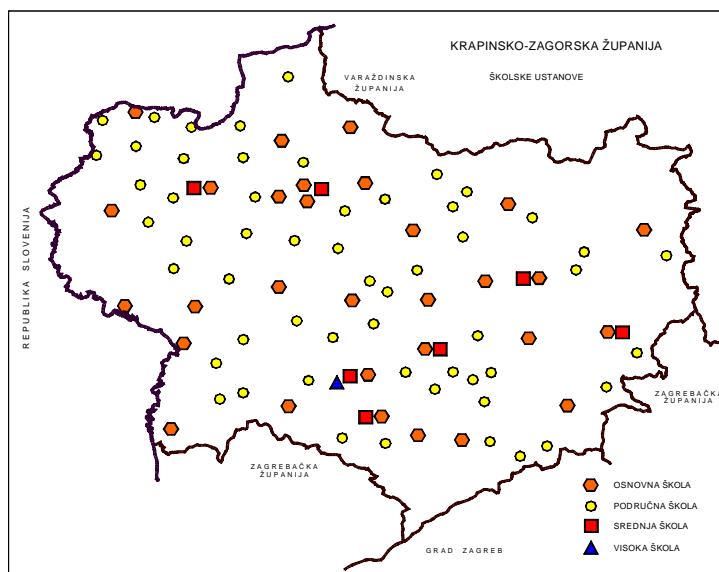 KRAPINSKO-ZAGORSKA ŽUPANIJA
VARAŽDINSKA
ŽUPANIJA
ŠKOLSKE USTANOVE
REPUBLIKA SLOVENIJA
ZAGREBAČKA
ŽUPANIJA
ZAGREBAČKA
ŽUPANIJA
GRAD ZAGREB
OSNOVNA ŠKOLA
PODRUČNA ŠKOLA
SREDNJA ŠKOLA
VISOKA ŠKOLA